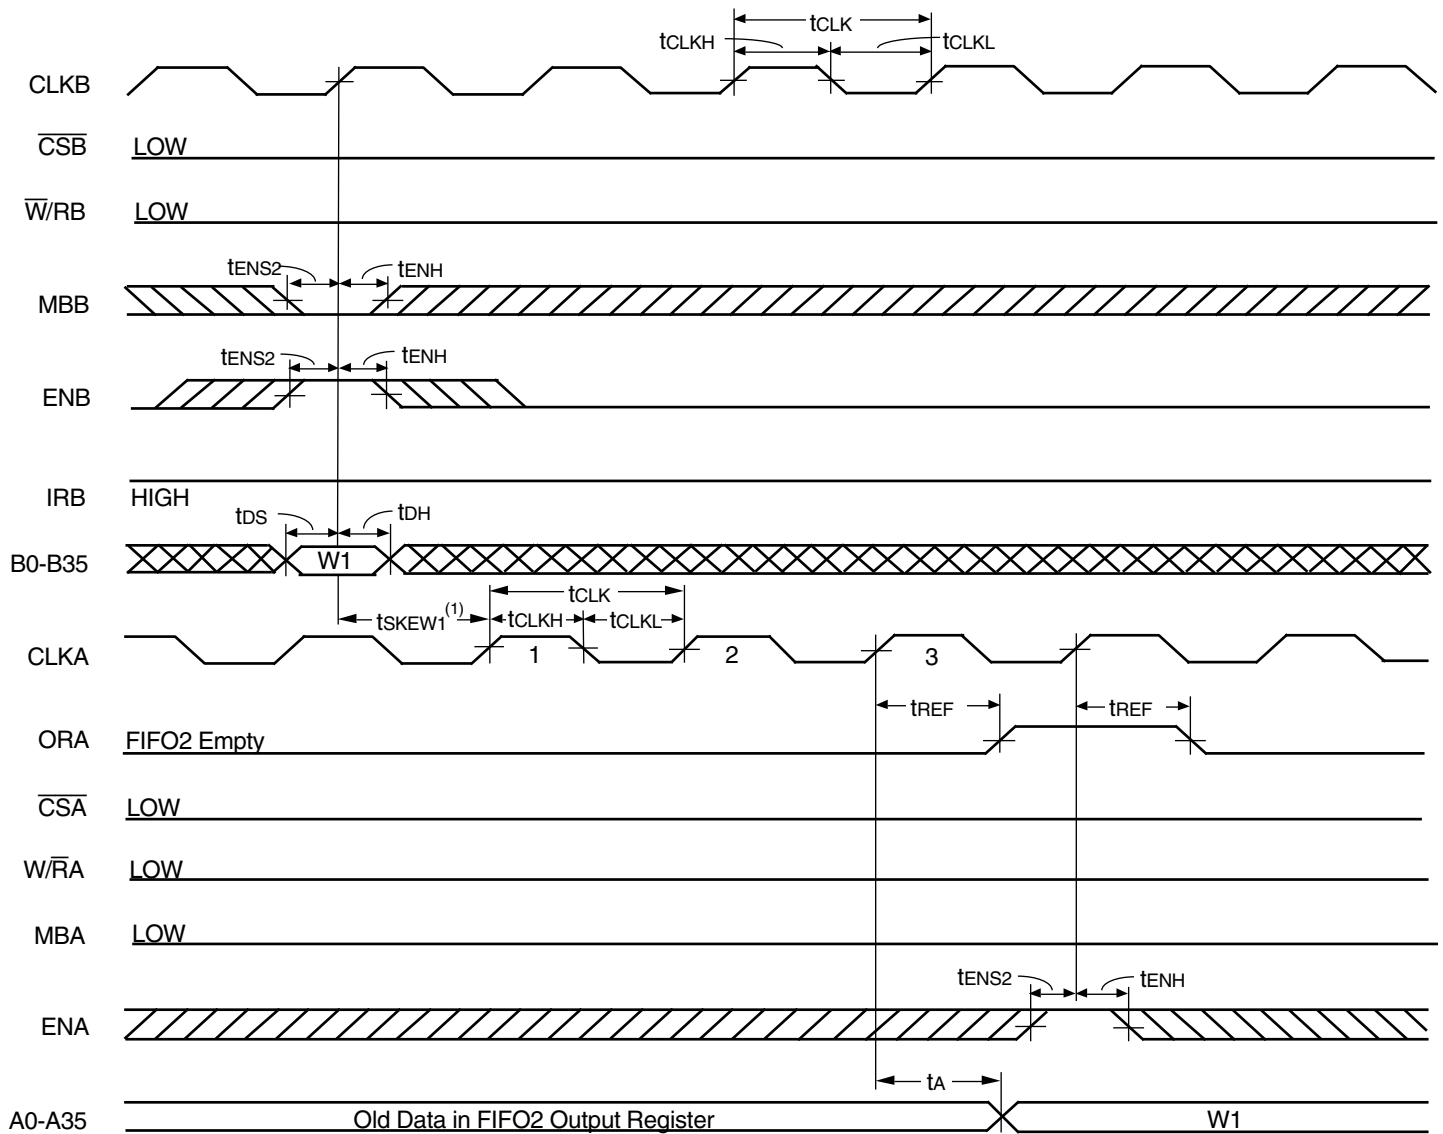 tCLK
tCLKH
tCLKL
CLKB
CSB LOW
W/RB LOW
tENS2 tENH
MBB
tENS2 tENH
ENB
IRB HIGH
tDS tDH
B0-B35 W1
tCLK
tSKEW1(1) tCLKH tCLKL
CLKA 1 2 3
tREF tREF
ORA FIFO2 Empty
CSA LOW
W/RA LOW
MBA LOW
tENS2 tENH
ENA
tA
A0-A35 Old Data in FIFO2 Output Register W1